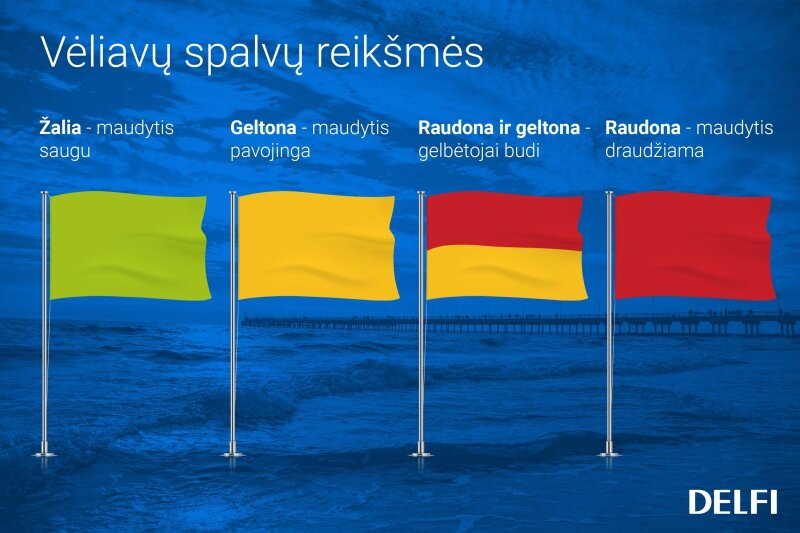 Vėliavų spalvų reikšmės
Žalia - maudytis
saugu
Geltona - maudytis
pavojinga
Raudona ir geltona -
gelbėtojai budi
Raudona - maudytis
draudžiama
DELFI